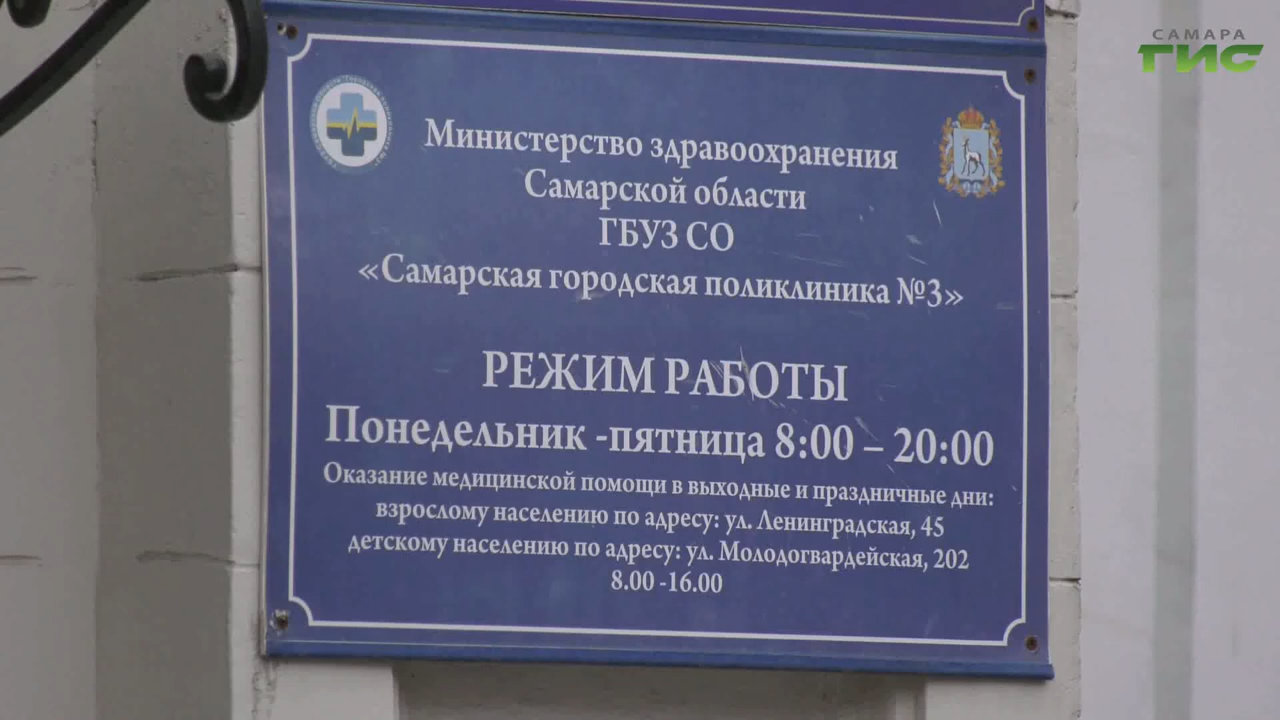 САМАРА
ГИС
Министерство здравоохранения
Самарской области
ГБУЗ СО
«Самарская городская поликлиника №3»
РЕЖИМ РАБОТЫ
Понедельник -пятница 8:00 – 20:00
Оказание медицинской помощи в выходные и праздничные дни:
взрослому населению по адресу: ул. Ленинградская, 45
детскому населению по адресу: ул. Молодогвардейская, 202
8.00 -16.00